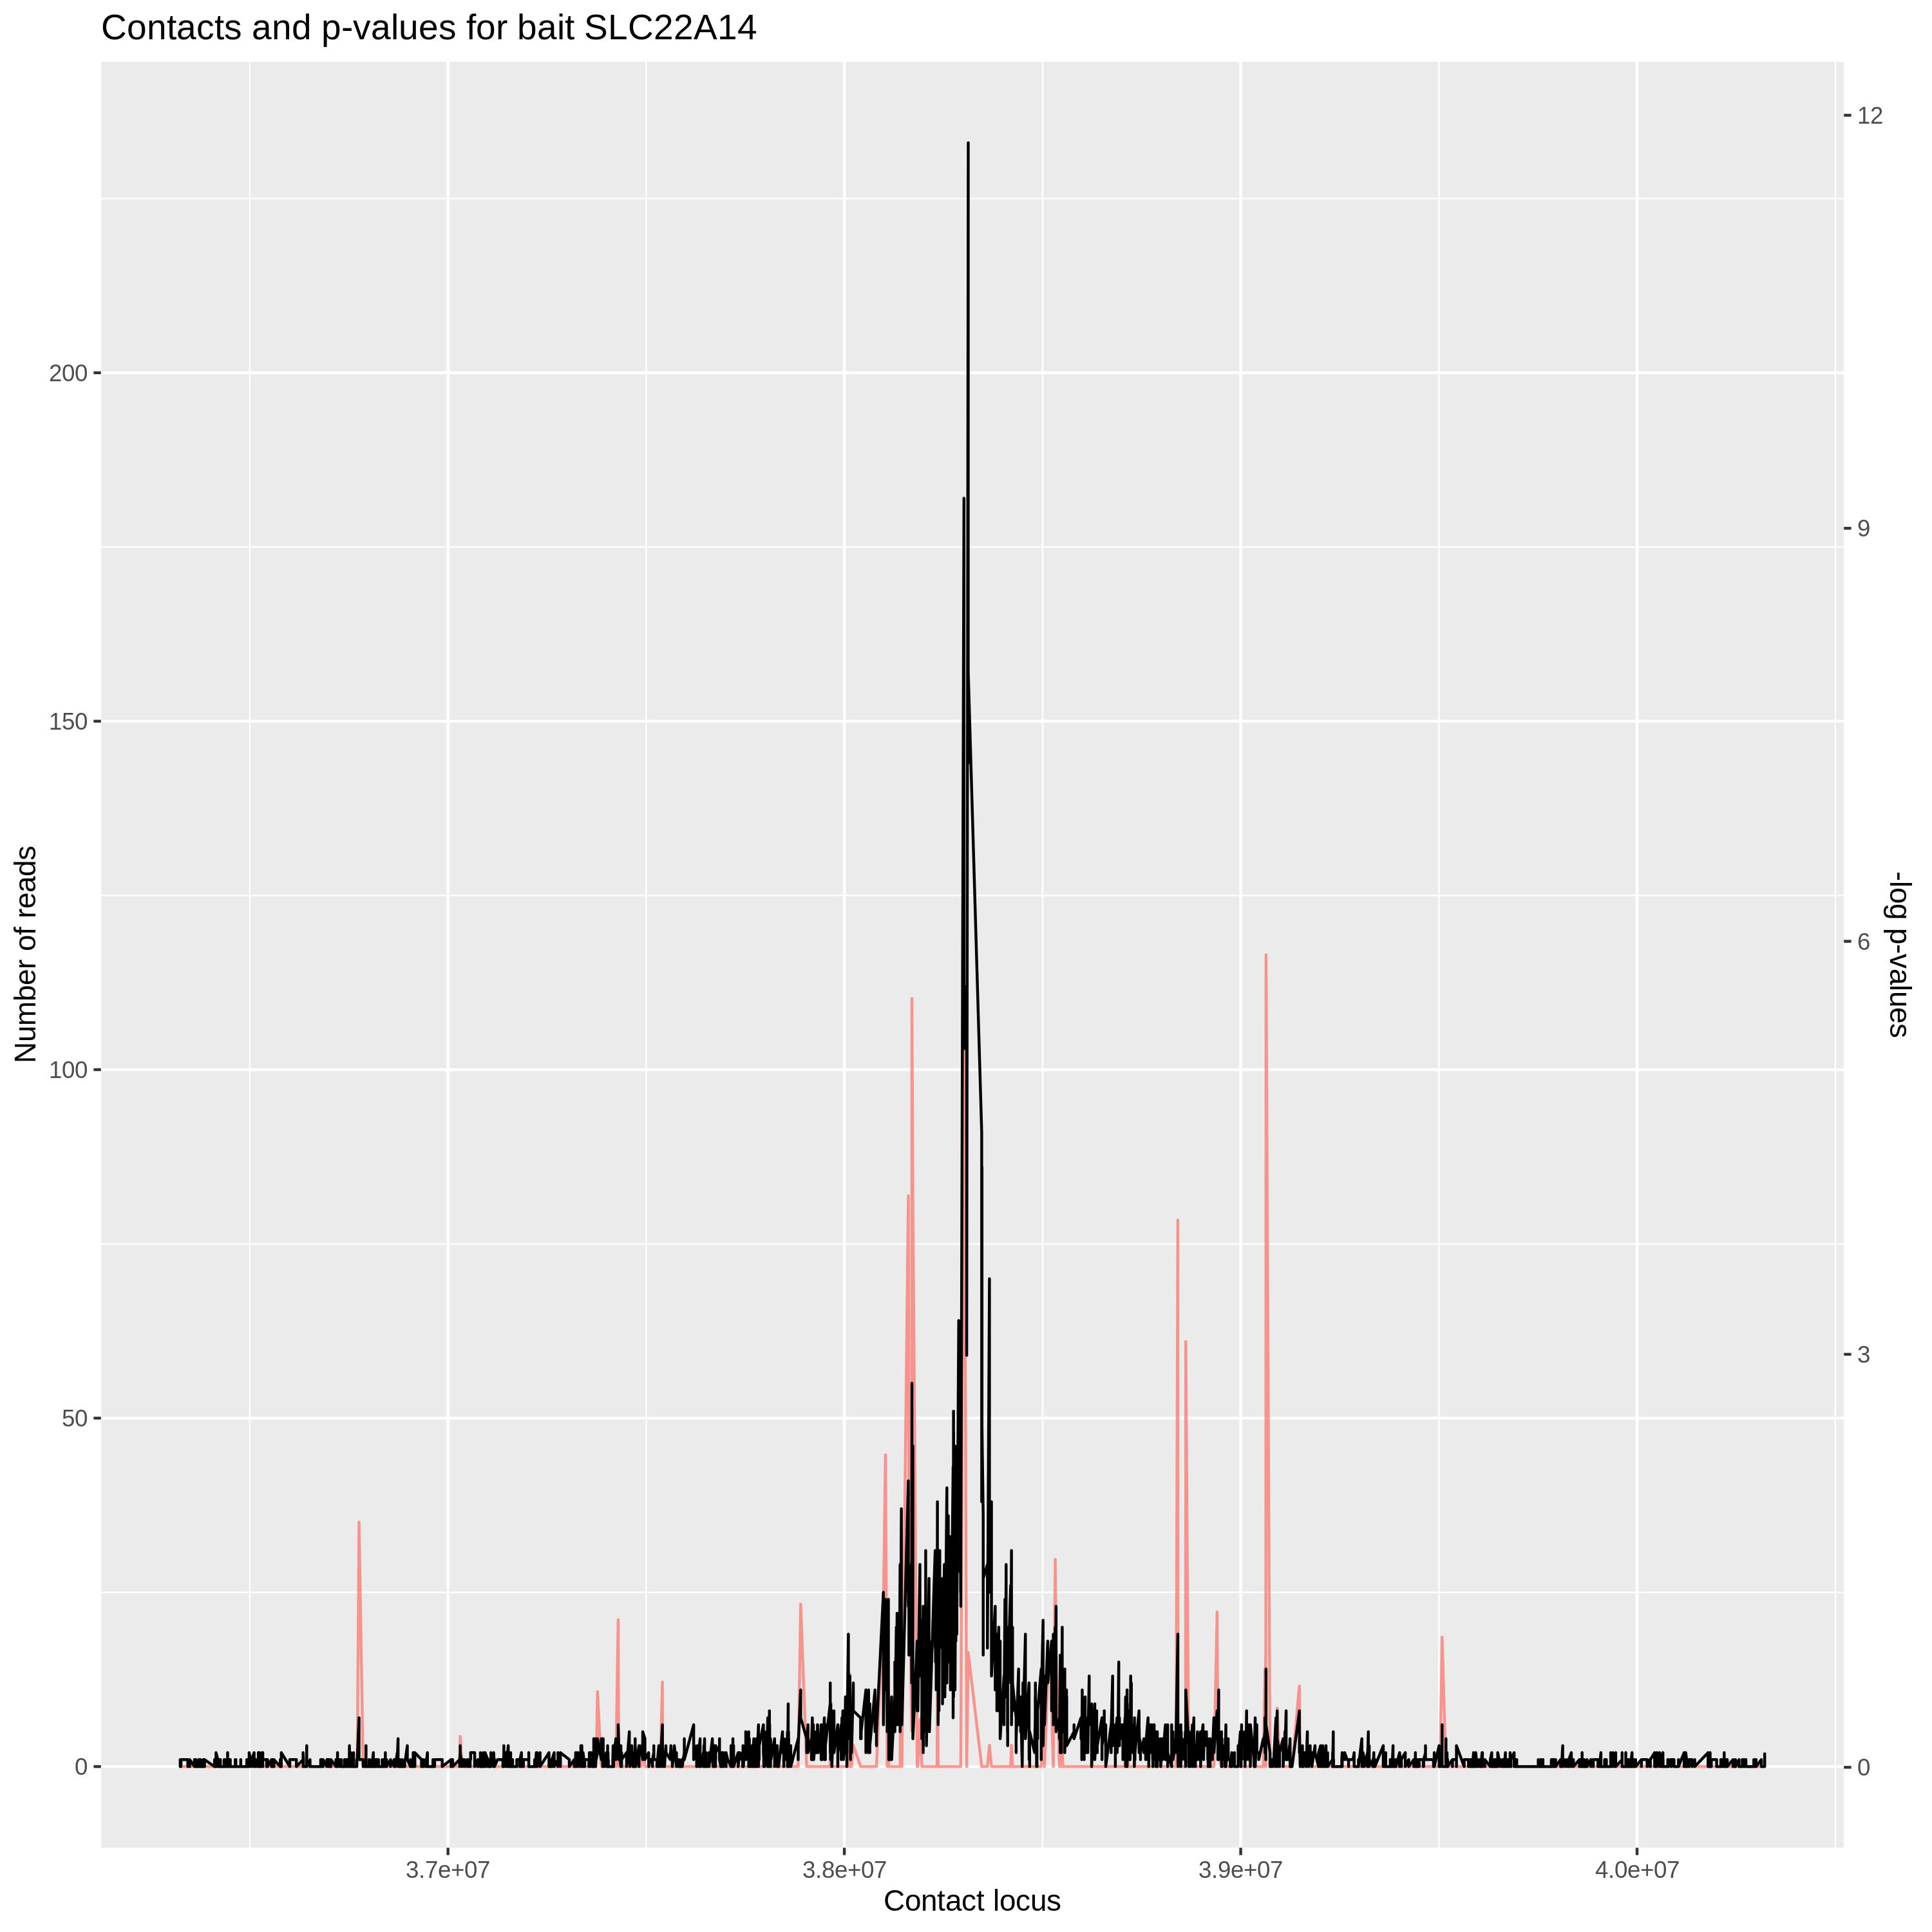 Contacts and p-values for bait SLC22A14
12
9
6
3
0
-log p-values
200
150
100
50
0
Number of reads
3.7e+07
3.8e+07
3.9e+07
4.0e+07
Contact locus